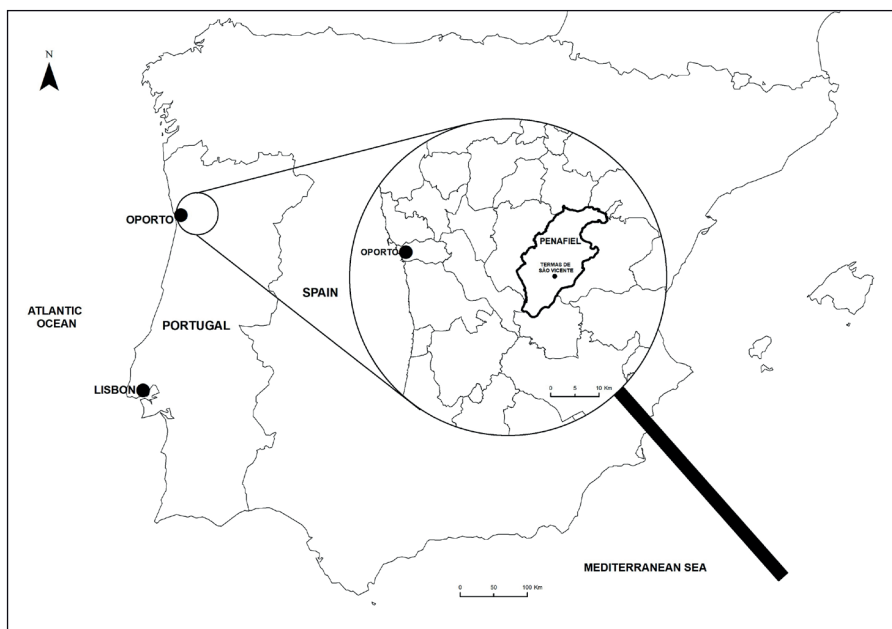 N
OPORTO
OPORTO
PENAFIEL
TERMAS DE
SÃO VICENTE
SPAIN
ATLANTIC
OCEAN
PORTUGAL
LISBON
0 5 10 Km
MEDITERRANEAN SEA
0 50 100 Km